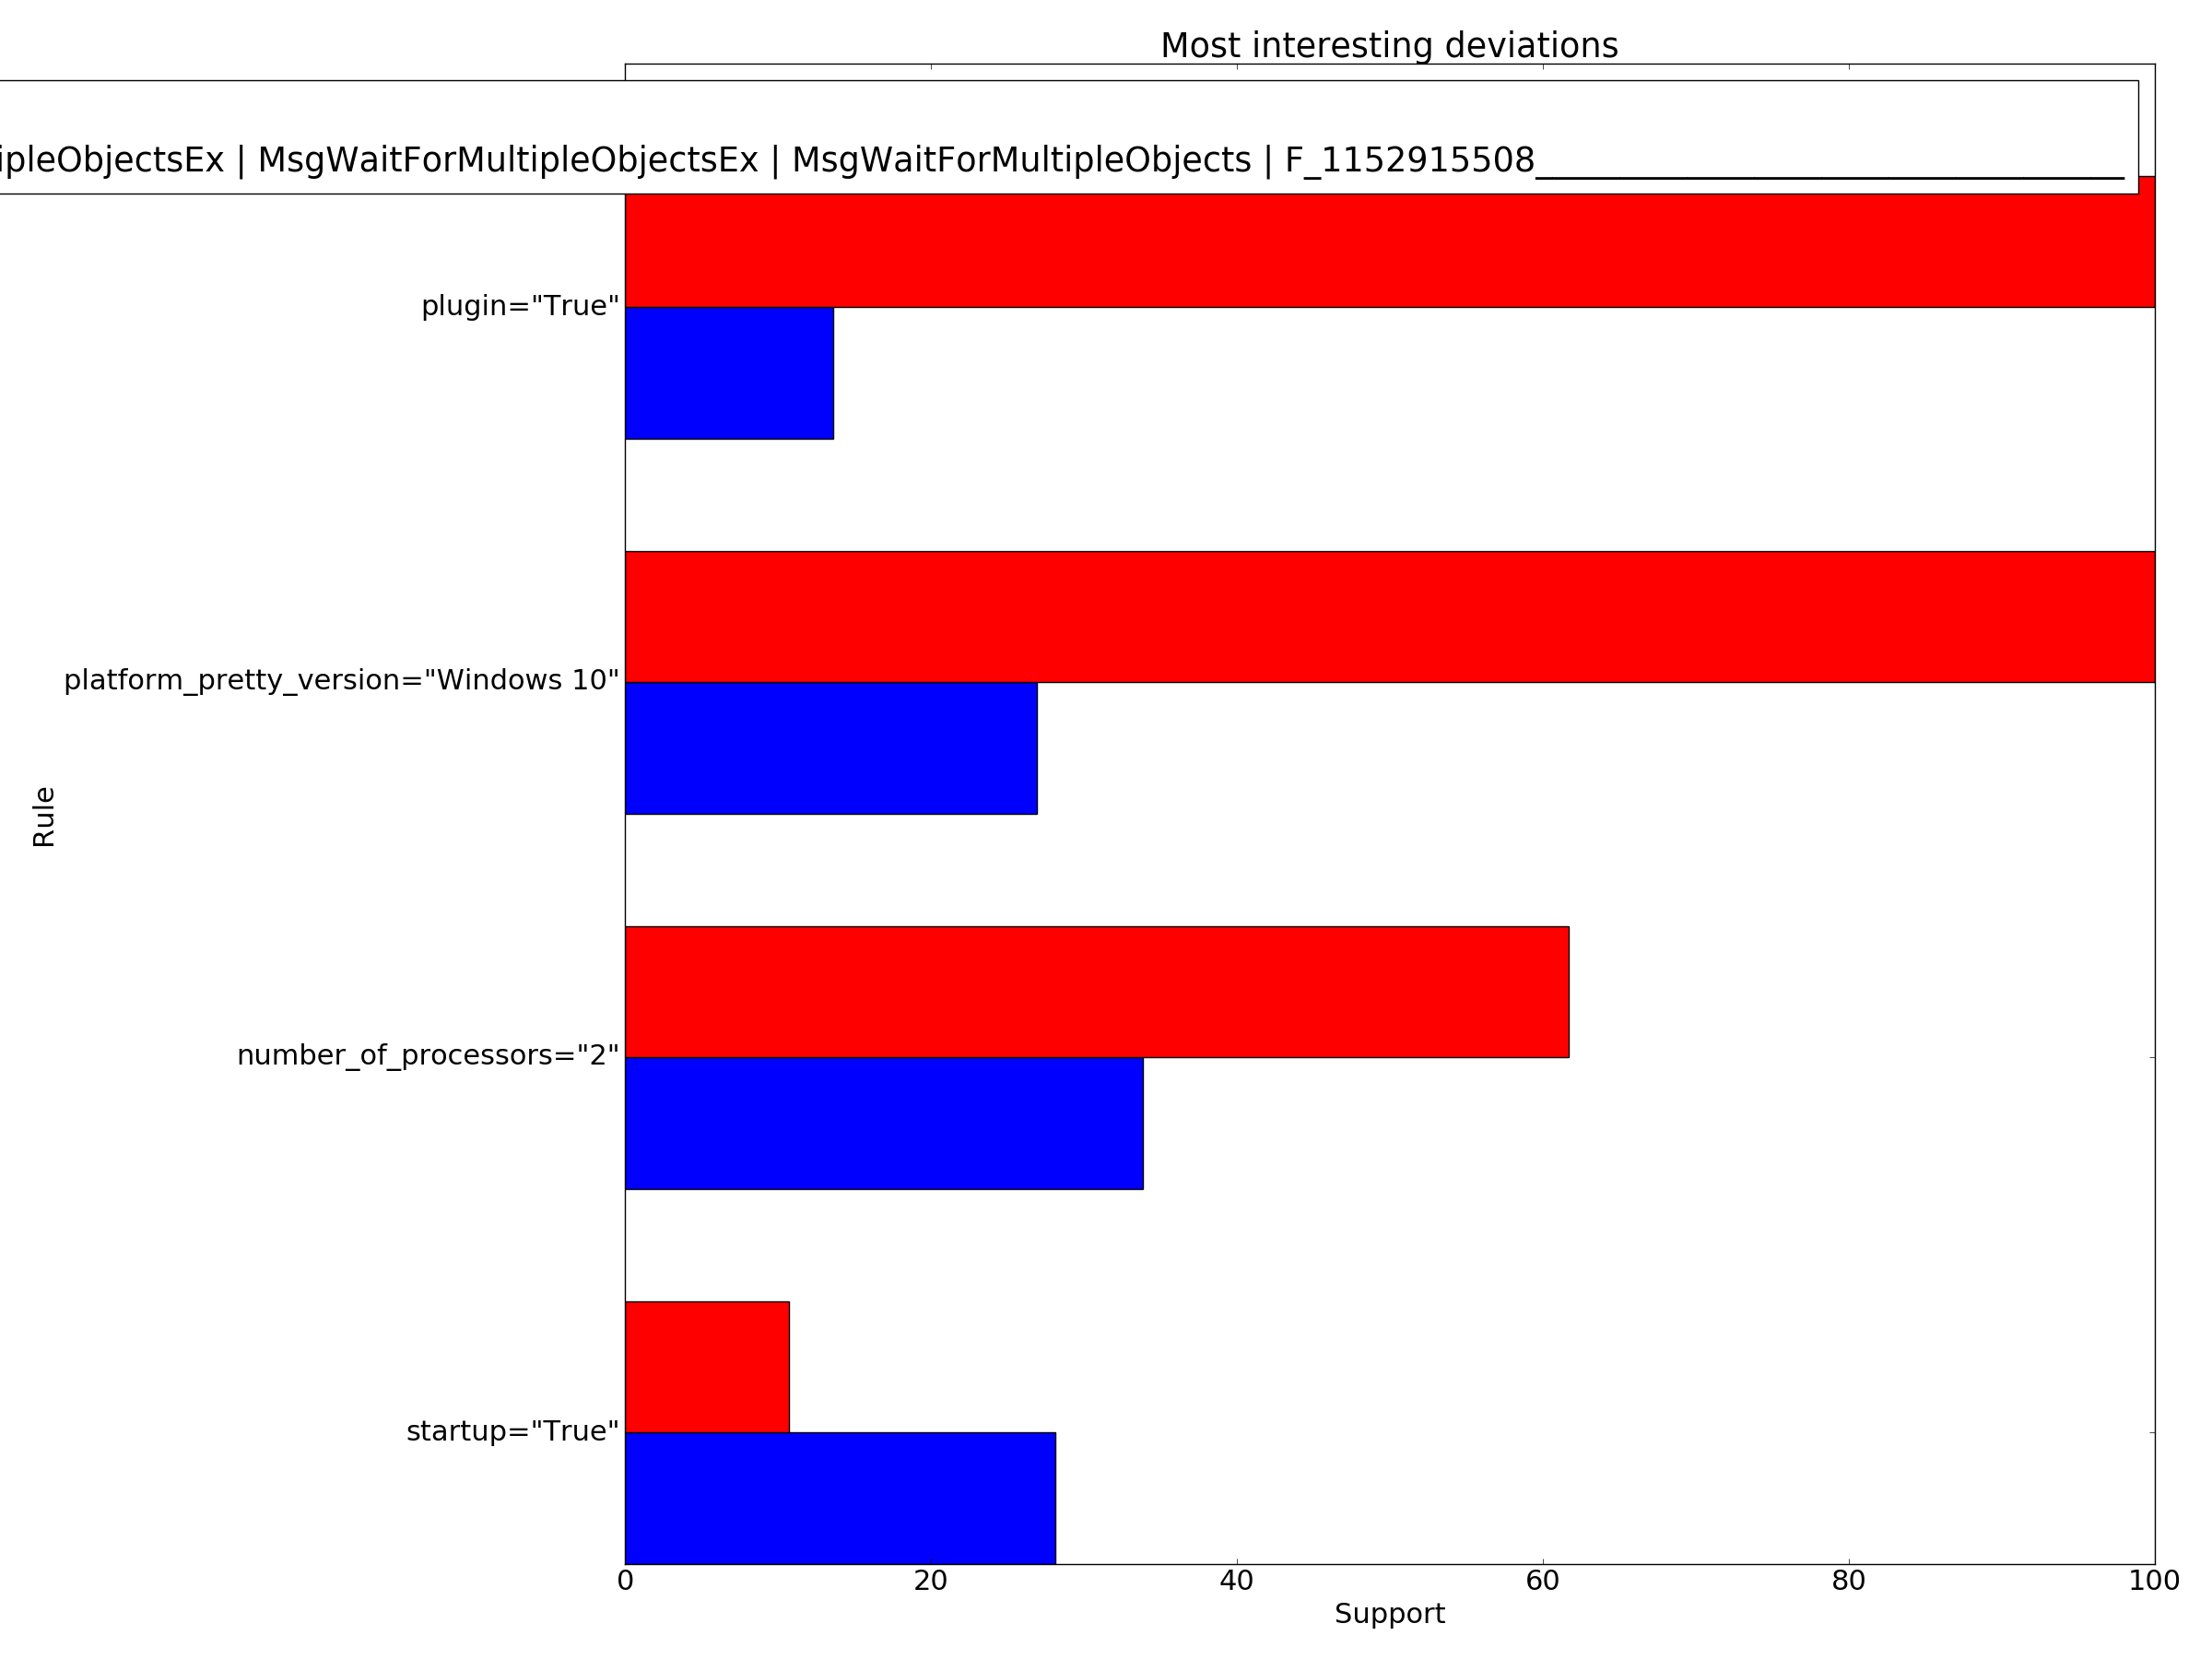 Most interesting deviations
ipleObjectsEx | MsgWaitForMultipleObjectsEx | MsgWaitForMultipleObjects | F_1152915508___________________________________
plugin="True"
platform_pretty_version="Windows 10"
Rule
number_of_processors="2"
startup="True"
0 20 40 60 80 100
Support